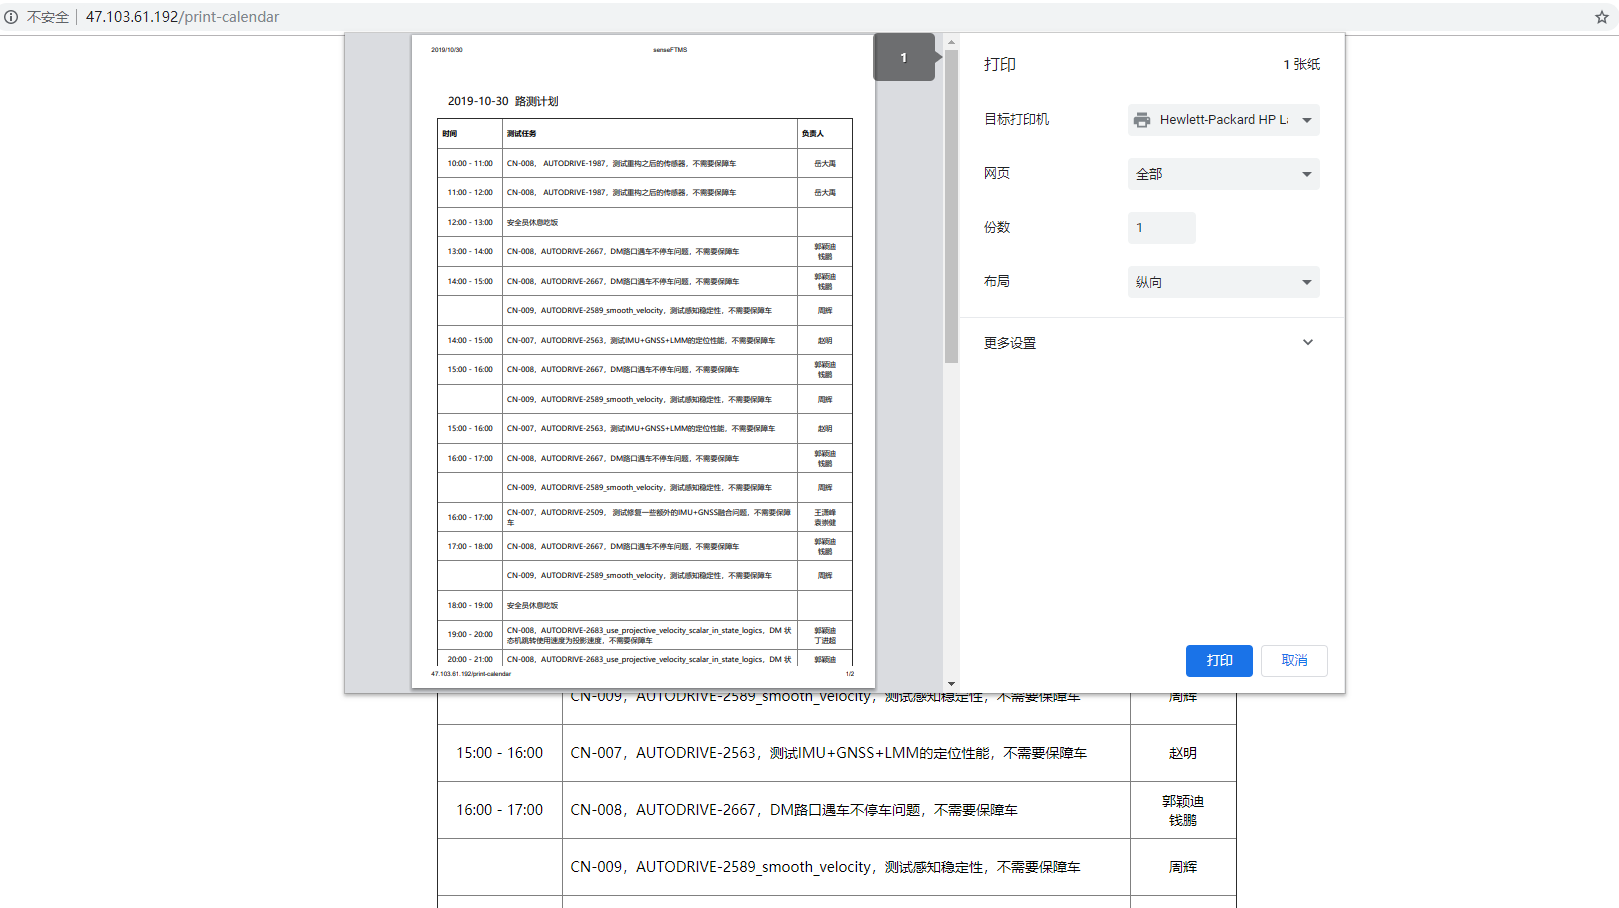 不安全 47.103.61.192/print-calendar
2019/10/30 senseFTMS
1
2019-10-30 路测计划
时间 测试任务 负责人
10:00 - 11:00 CN-008， AUTODRIVE-1987，测试重构之后的传感器，不需要保障车 岳大禹
11:00 - 12:00 CN-008， AUTODRIVE-1987，测试重构之后的传感器，不需要保障车 岳大禹
12:00 - 13:00 安全员休息吃饭
13:00 - 14:00 CN-008，AUTODRIVE-2667，DM路口遇车不停车问题，不需要保障车 郭颖迪
钱鹏
14:00 - 15:00 CN-008，AUTODRIVE-2667，DM路口遇车不停车问题，不需要保障车 郭颖迪
钱鹏
CN-009，AUTODRIVE-2589_smooth_velocity，测试感知稳定性，不需要保障车 周辉
14:00 - 15:00 CN-007，AUTODRIVE-2563，测试IMU+GNSS+LMM的定位性能，不需要保障车 赵明
15:00 - 16:00 CN-008，AUTODRIVE-2667，DM路口遇车不停车问题，不需要保障车 郭颖迪
钱鹏
CN-009，AUTODRIVE-2589_smooth_velocity，测试感知稳定性，不需要保障车 周辉
15:00 - 16:00 CN-007，AUTODRIVE-2563，测试IMU+GNSS+LMM的定位性能，不需要保障车 赵明
16:00 - 17:00 CN-008，AUTODRIVE-2667，DM路口遇车不停车问题，不需要保障车 郭颖迪
钱鹏
CN-009，AUTODRIVE-2589_smooth_velocity，测试感知稳定性，不需要保障车 周辉
16:00 - 17:00 CN-007，AUTODRIVE-2509， 测试修复一些额外的IMU+GNSS融合问题，不需要保障 王潇峰
车 袁崇健
17:00 - 18:00 CN-008，AUTODRIVE-2667，DM路口遇车不停车问题，不需要保障车 郭颖迪
钱鹏
CN-009，AUTODRIVE-2589_smooth_velocity，测试感知稳定性，不需要保障车 周辉
18:00 - 19:00 安全员休息吃饭
19:00 - 20:00 CN-008，AUTODRIVE-2683_use_projective_velocity_scalar_in_state_logics，DM 状 郭颖迪
态机跳转使用速度为投影速度，不需要保障车 丁进超
20:00 - 21:00 CN-008，AUTODRIVE-2683_use_projective_velocity_scalar_in_state_logics，DM 状 郭颖迪
47.103.61.192/print-calendar 1/2
打印 1 张纸
目标打印机 Hewlett-Packard HP La
网页 全部
份数 1
布局 纵向
更多设置
打印 取消
CN-009，AUTODRIVE-2589_smooth_velocity，测试感知稳定性，不需要保障车 周辉
15:00 - 16:00 CN-007，AUTODRIVE-2563，测试IMU+GNSS+LMM的定位性能，不需要保障车 赵明
16:00 - 17:00 CN-008，AUTODRIVE-2667，DM路口遇车不停车问题，不需要保障车 郭颖迪
钱鹏
CN-009，AUTODRIVE-2589_smooth_velocity，测试感知稳定性，不需要保障车 周辉